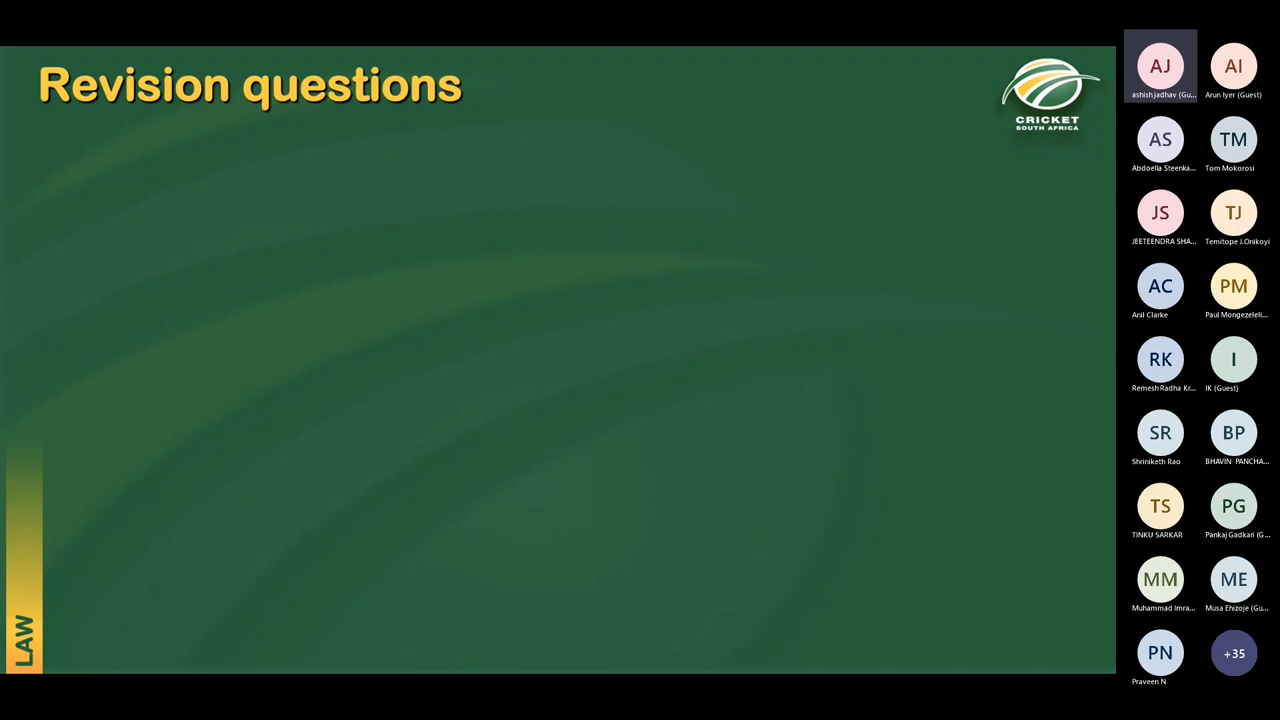 Revision questions
CRICKET
SOUTH AFRICA
LAW
AJ
ashish jadhav (Gu...
AI
Arun Iyer (Guest)
AS
Abdoella Steenka...
TM
Tom Mokorosi
JS
JEETEENDRA SHA...
TJ
Temitope J.Onikoyi
AC
Anil Clarke
PM
Paul Mongezeleli...
RK
Remesh Radha Kr...
I
IK (Guest)
SR
Shriniketh Rao
BP
BHAVIN PANCHA...
TS
TINKU SARKAR
PG
Pankaj Gadkari (G...
MM
Muhammad Imra...
ME
Musa Ehizoje (Gu...
PN
Praveen N
+35